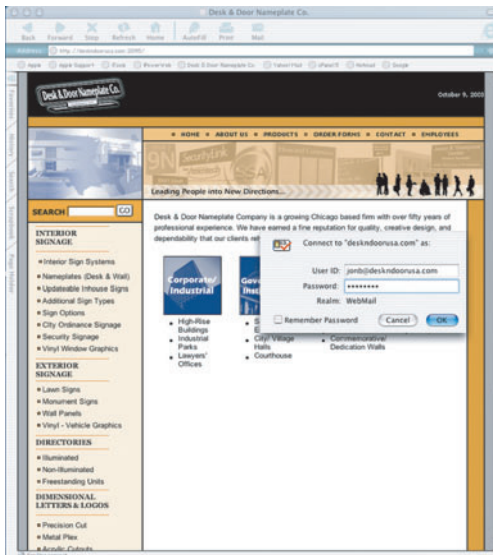 Desk & Door Nameplate Co.
Back Forward Stop Refresh Home AutoFill Print Mail
Address
Apple Apple Support
Desk & Door Nameplate Co.
October 9,
HOME ABOUT US PRODUCTS ORDER FORMS CONTACT EMPLOYEES
Leading People into New Directions...
SEARCH GO
Desk & Door Nameplate Company is a growing Chicago based firm with over fifty years of
professional experience. We have earned a fine reputation for quality, creative design, and
dependability that our clients
Connect to "deskndoorusa.com" as:
User ID: jonb@deskndoorusa.com
Password:
Realm: WebMail
Remember Password Cancel OK
INTERIOR
SIGNAGE
Interior Sign Systems
Nameplates (Desk & Wall)
Updateable Inhouse Signs
Additional Sign Types
Sign Options
City Ordinance Signage
Security Signage
Vinyl Window Graphics
EXTERIOR
SIGNAGE
Lawn Signs
Monument Signs
Wall Panels
Vinyl - Vehicle Graphics
DIRECTORIES
Illuminated
Non-Illuminated
Freestanding Units
DIMENSIONAL
LETTERS & LOGOS
Precision Cut
Metal Plex
Acrylic Cutouts
Corporate/
Industrial
High-Rise
Buildings
Industrial
Parks
Lawyers'
Offices
City/ Village
Halls
Courthouse
Commemorative/
Dedication Walls